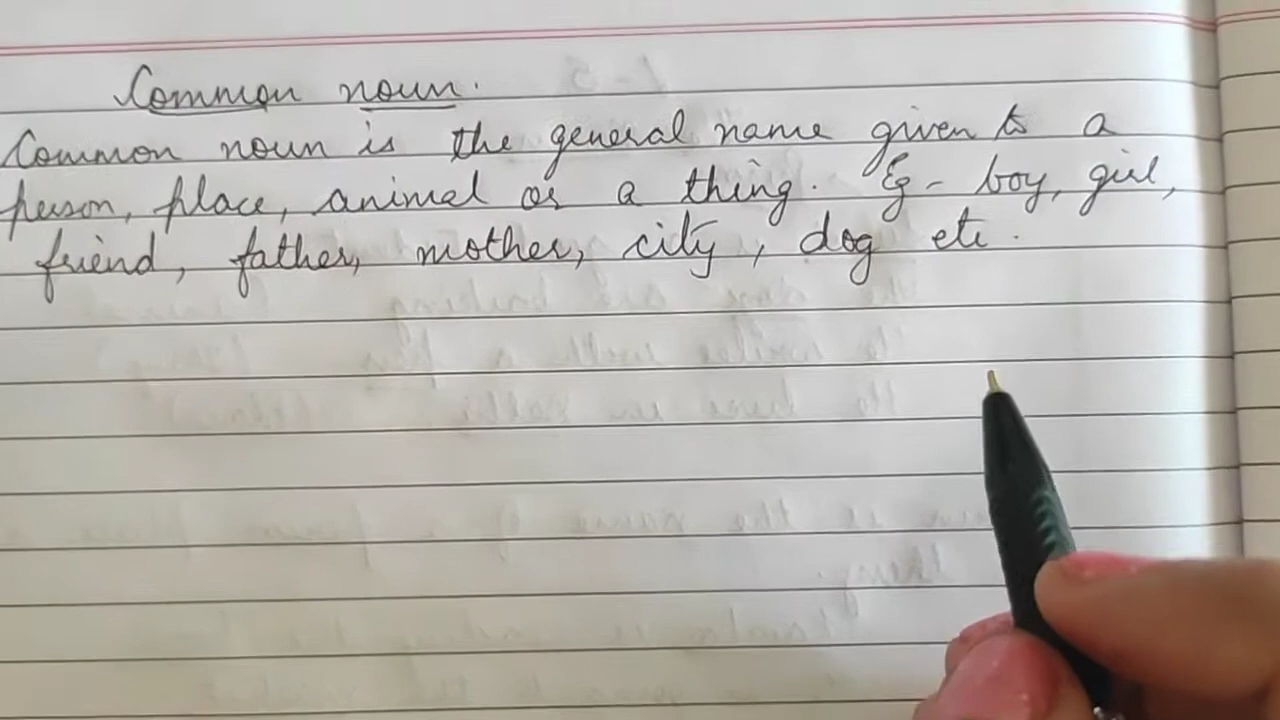 Common noun.
Common noun is the general name given to a
person, place, animal or a thing. Eg - boy, girl,
friend, father, mother, city, dog etc.